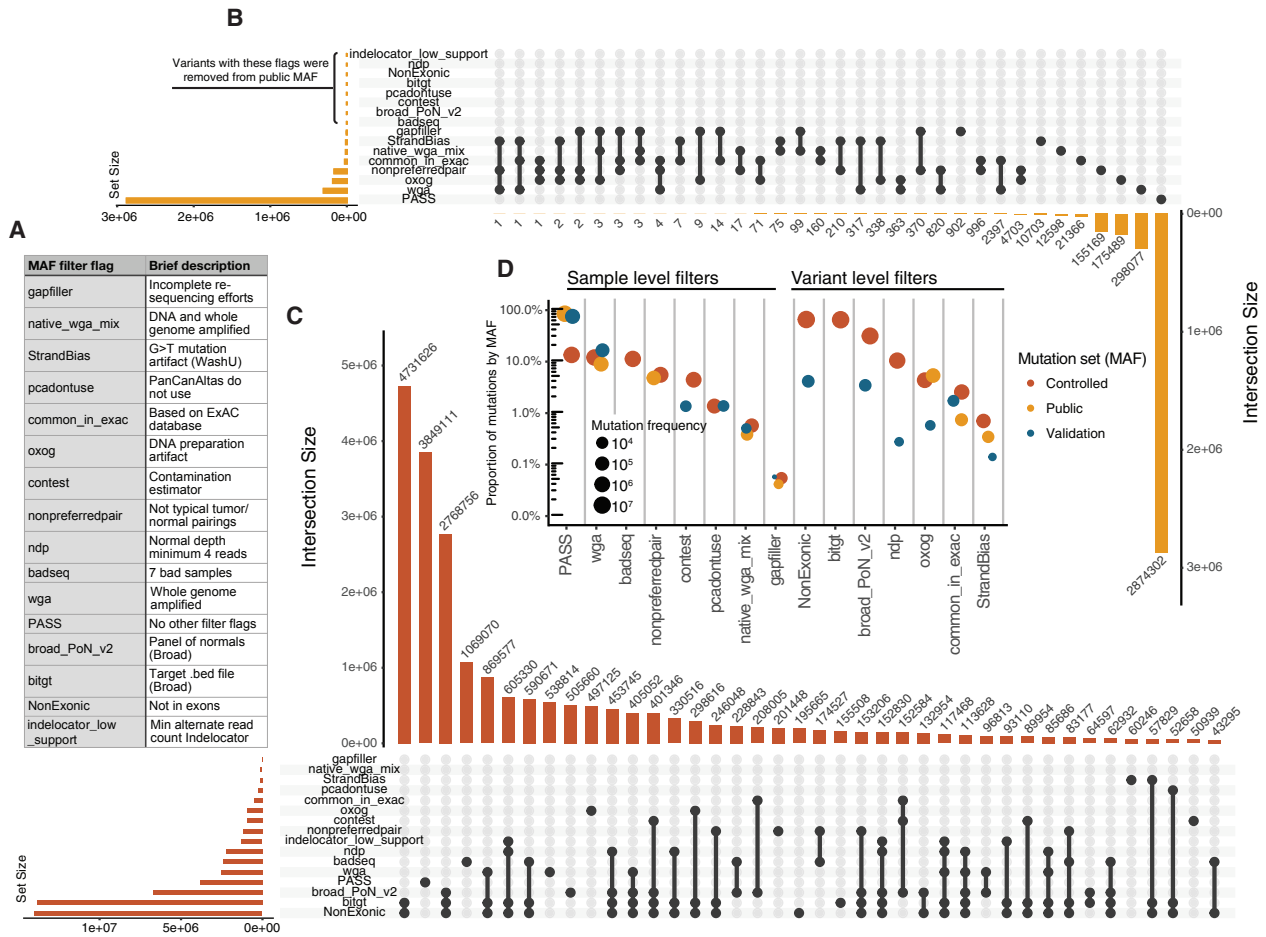 B
Variants with these flags were
removed from public MAF
indelocator_low_support
ndp
NonExonic
bitgt
pcadontuse
contest
broad_PoN_v2
badseq
gapfiller
StrandBias
native_wga_mix
common_in_exac
nonpreferredpair
oxog
wga
PASS
Set Size
3e+06 2e+06 1e+06 0e+00
1 1 1 2 2 3 3 3 4 7 9 14 17 71 75 99 160 210 317 338 363 370 820 902 996 2397 4703 10703 12598 21366 155169 175489 298077 2874302
0e+00
1e+06
2e+06
3e+06
Intersection Size
A
MAF filter flag Brief description
gapfiller Incomplete re-
sequencing efforts
native_wga_mix DNA and whole
genome amplified
StrandBias G>T mutation
artifact (WashU)
pcadontuse PanCanAltas do
not use
common_in_exac Based on ExAC
database
oxog DNA preparation
artifact
contest Contamination
estimator
nonpreferredpair Not typical tumor/
normal pairings
ndp Normal depth
minimum 4 reads
badseq 7 bad samples
wga Whole genome
amplified
PASS No other filter flags
broad_PoN_v2 Panel of normals
(Broad)
bitgt Target .bed file
(Broad)
NonExonic Not in exons
indelocator_low
_support Min alternate read
count Indelocator
C
Intersection Size
5e+06
4e+06
3e+06
2e+06
1e+06
0e+00
4731626 3849111 2768756 1069070 869577 605330 590671 538814 505660 497125 453745 405052 401346 330516 298616 246048 228843 208005 201448 195665 174527 155508 153206 152830 152584 132954 117468 113628 96813 93110 89954 85686 83177 64597 62932 60246 57829 52658 50939 43295
gapfiller
native_wga_mix
StrandBias
pcadontuse
common_in_exac
oxog
contest
nonpreferredpair
indelocator_low_support
ndp
badseq
wga
PASS
broad_PoN_v2
bitgt
NonExonic
Set Size
1e+07 5e+06 0e+00
D
Sample level filters Variant level filters
Proportion of mutations by MAF
100.0%
10.0%
1.0%
0.1%
0.0%
Mutation frequency
10⁴
10⁵
10⁶
10⁷
PASS wga badseq nonpreferredpair contest pcadontuse native_wga_mix gapfiller NonExonic bitgt broad_PoN_v2 ndp oxog common_in_exac StrandBias
Mutation set (MAF)
Controlled
Public
Validation